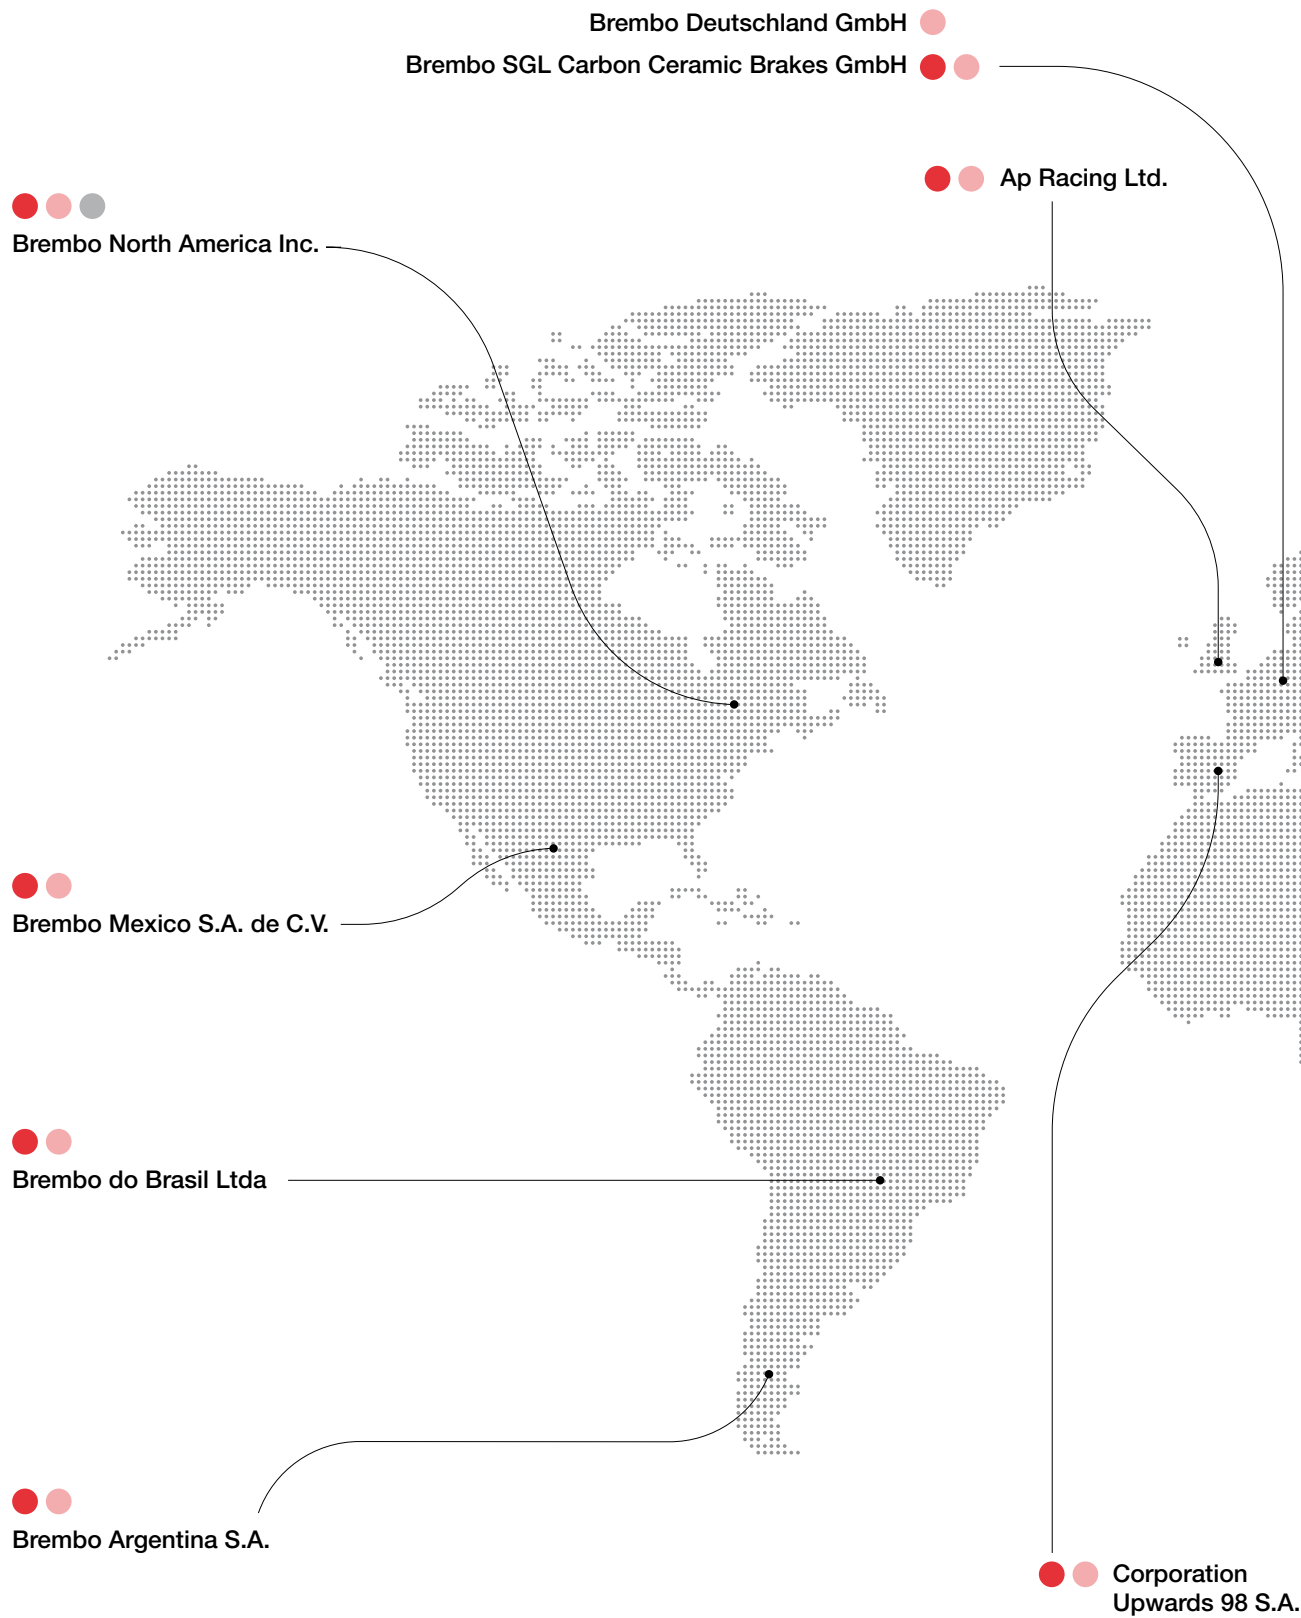 Brembo Deutschland GmbH
Brembo SGL Carbon Ceramic Brakes GmbH
Ap Racing Ltd.
Brembo North America Inc.
Brembo Mexico S.A. de C.V.
Brembo do Brasil Ltda
Brembo Argentina S.A.
Corporation
Upwards 98 S.A.